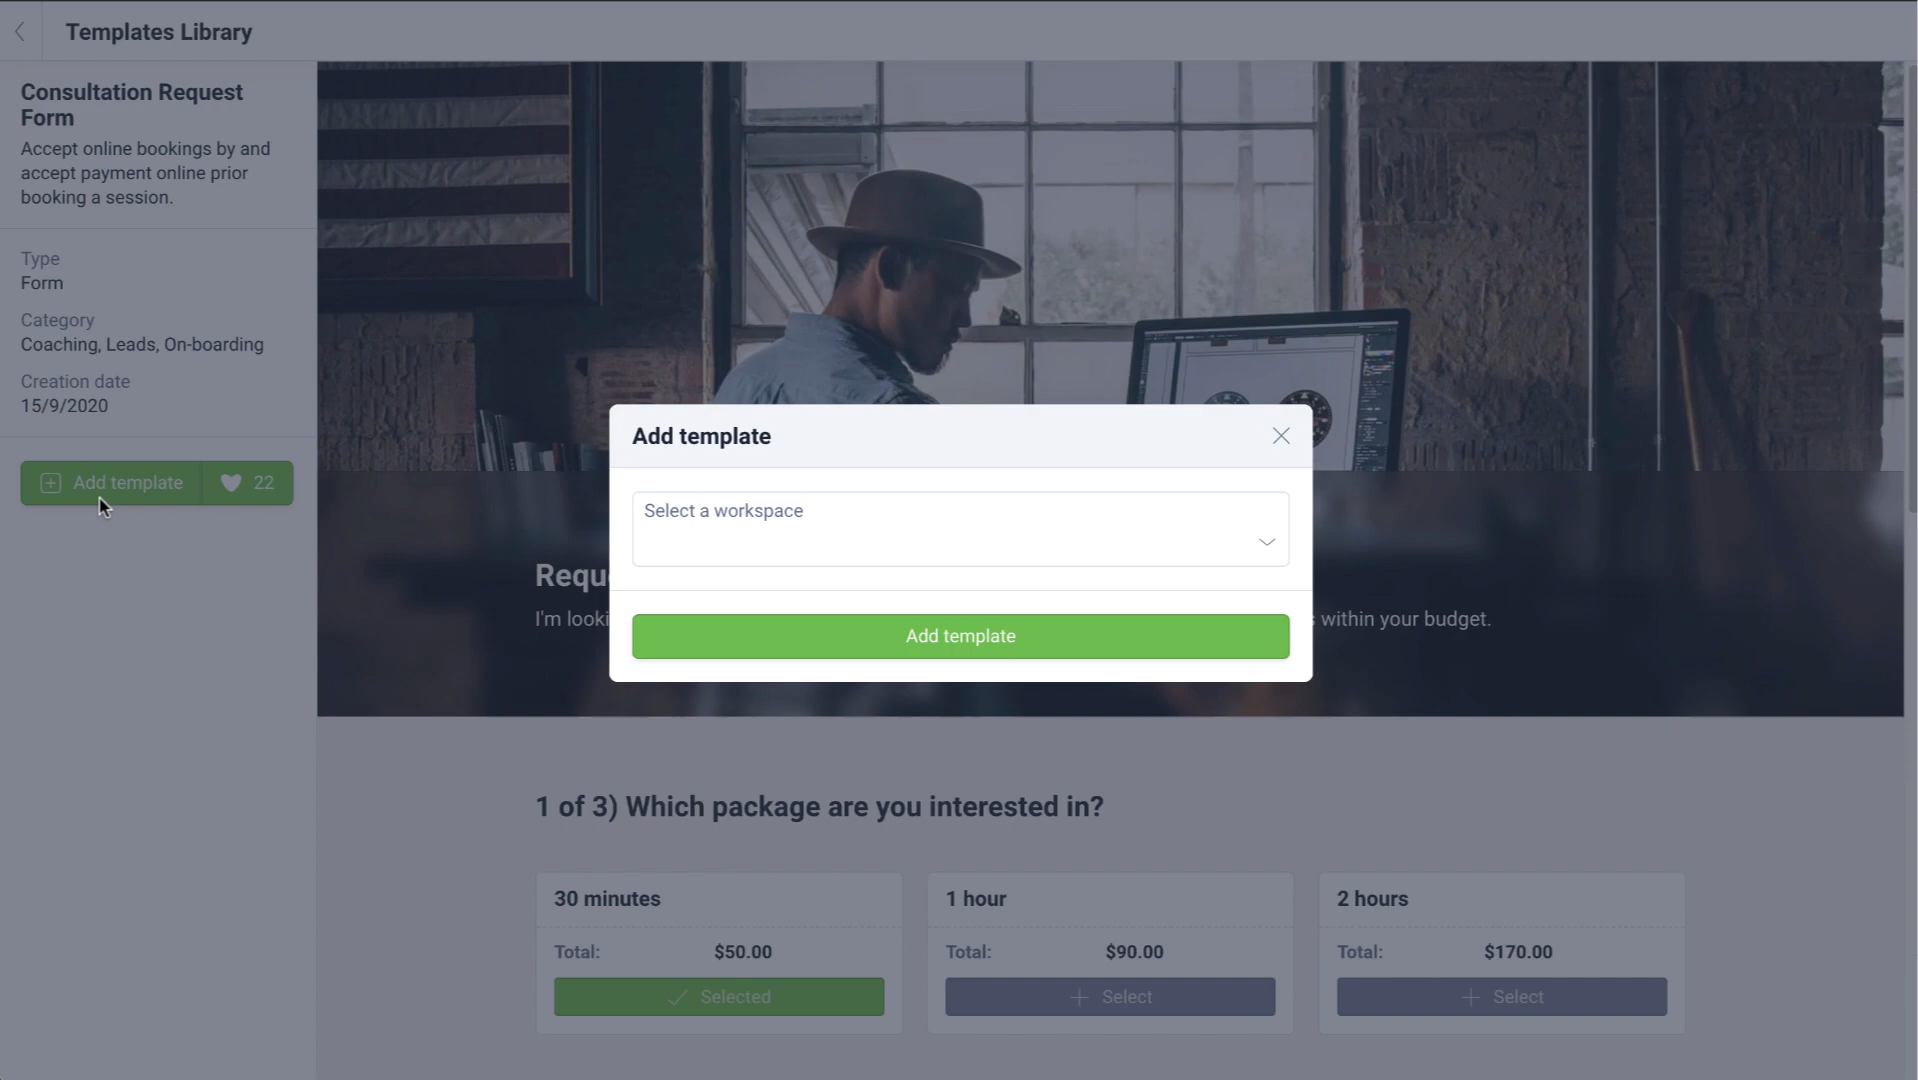 Templates Library
Consultation Request
Form
Accept online bookings by and
accept payment online prior
booking a session.
Type
Form
Category
Coaching, Leads, On-boarding
Creation date
15/9/2020
Add template
22
Add template
Select a workspace
Add template
I'm
within your budget.
1 of 3) Which package are you interested in?
30 minutes
Total: $50.00
Selected
1 hour
Total: $90.00
Select
2 hours
Total: $170.00
Select